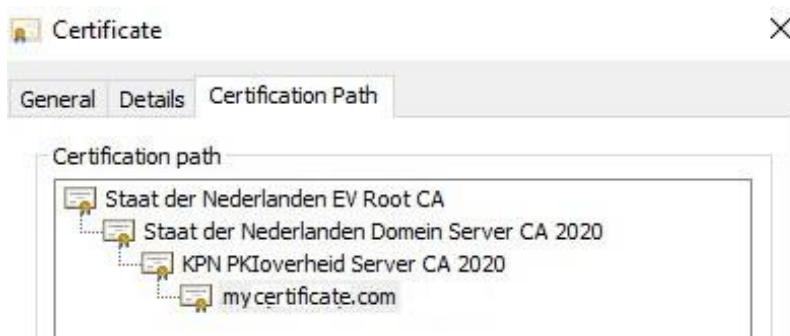 Certificate
General Details Certification Path
Certification path
Staat der Nederlanden EV Root CA
Staat der Nederlanden Domein Server CA 2020
KPN PKIoverheid Server CA 2020
mycertificate.com